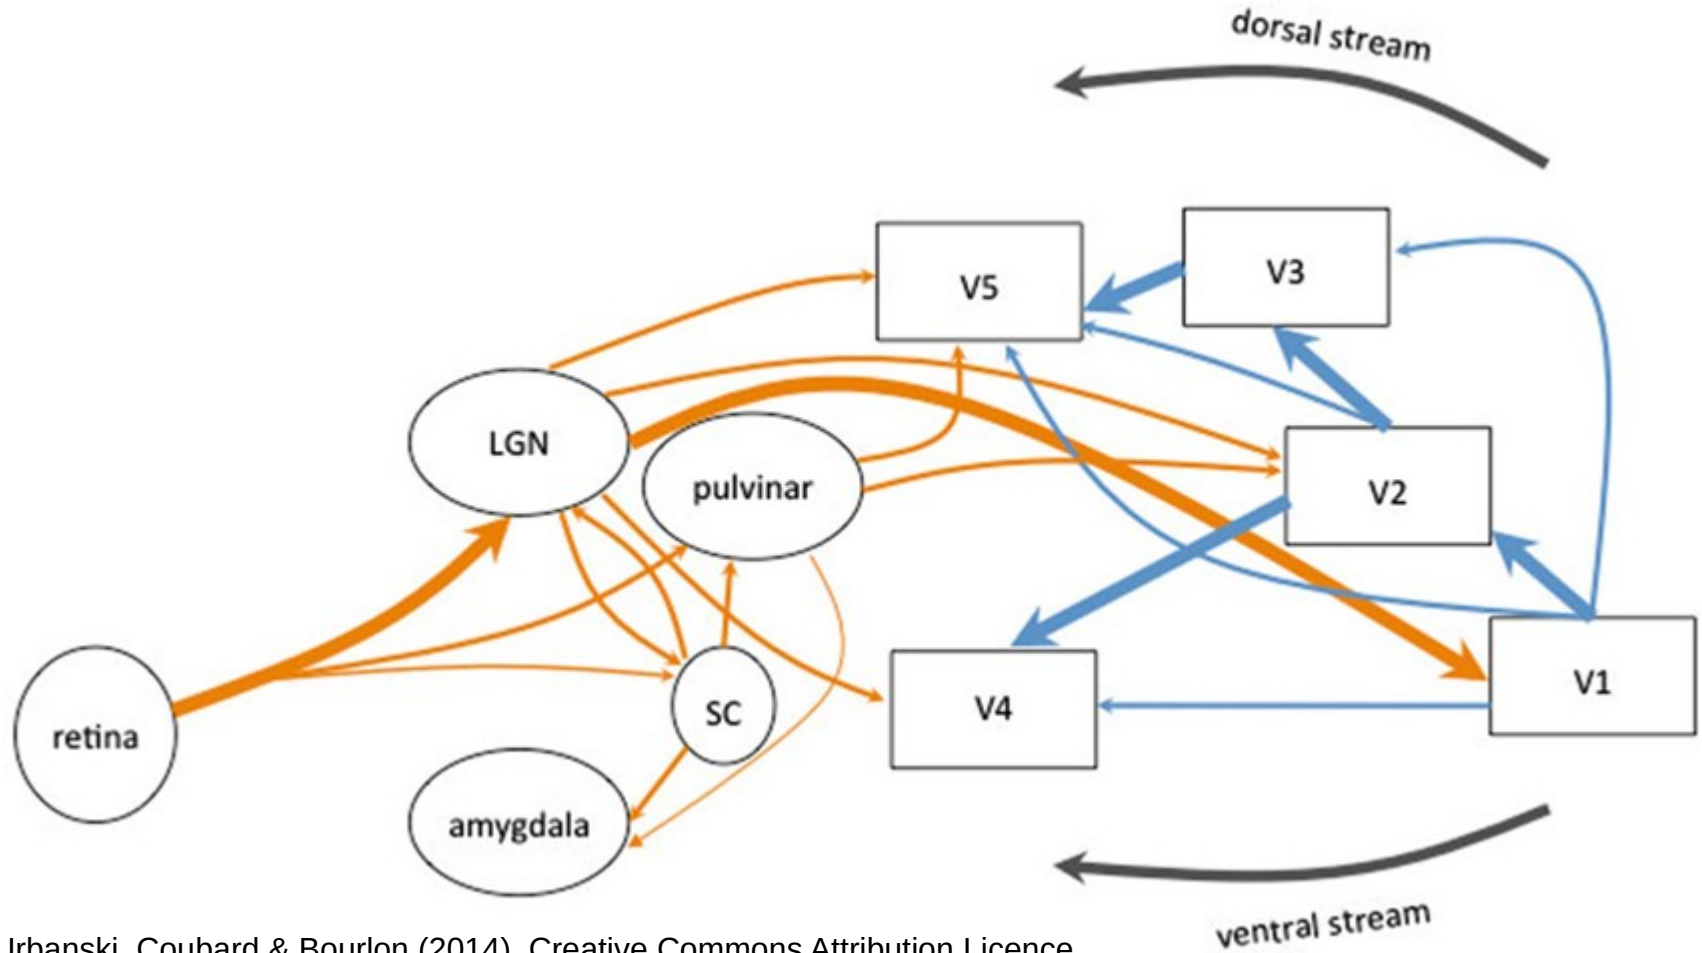 dorsal stream
V5
V3
LGN
pulvinar
V2
retina
SC
V4
V1
amygdala
ventral stream
Irbanski, Coubard & Bourlon (2014), Creative Commons Attribution Licence